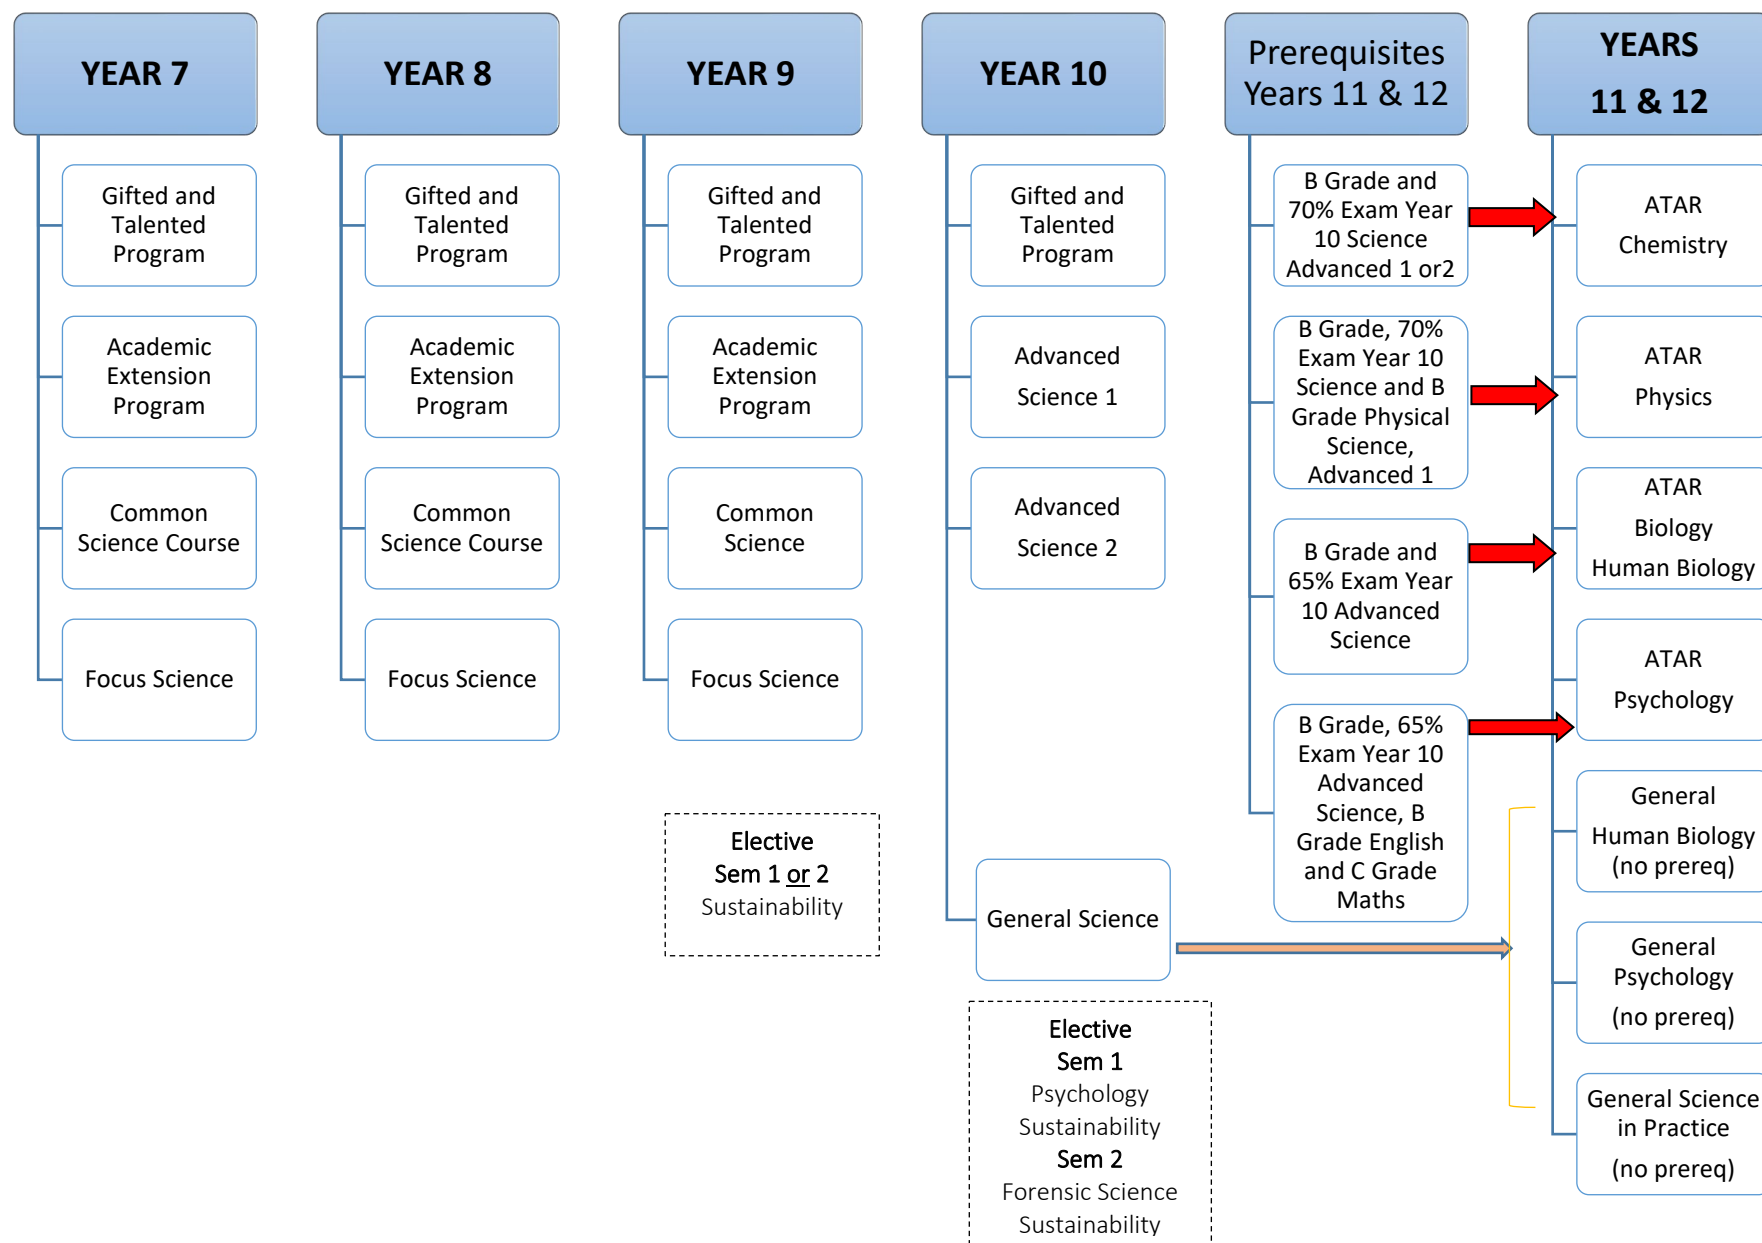 YEAR 7
Gifted and
Talented
Program
Academic
Extension
Program
Common
Science Course
Focus Science
YEAR 8
Gifted and
Talented
Program
Academic
Extension
Program
Common
Science Course
Focus Science
YEAR 9
Gifted and
Talented
Program
Academic
Extension
Program
Common
Science
Focus Science
Elective
Sem 1 or 2
Sustainability
YEAR 10
Gifted and
Talented
Program
Advanced
Science 1
Advanced
Science 2
General Science
Elective
Sem 1
Psychology
Sustainability
Sem 2
Forensic Science
Sustainability
Prerequisites
Years 11 & 12
B Grade and
70% Exam Year
10 Science
Advanced 1 or2
B Grade, 70%
Exam Year 10
Science and B
Grade Physical
Science,
Advanced 1
B Grade and
65% Exam Year
10 Advanced
Science
B Grade, 65%
Exam Year 10
Advanced
Science, B
Grade English
and C Grade
Maths
YEARS
11 & 12
ATAR
Chemistry
ATAR
Physics
ATAR
Biology
Human Biology
ATAR
Psychology
General
Human Biology
(no prereq)
General
Psychology
(no prereq)
General Science
in Practice
(no prereq)